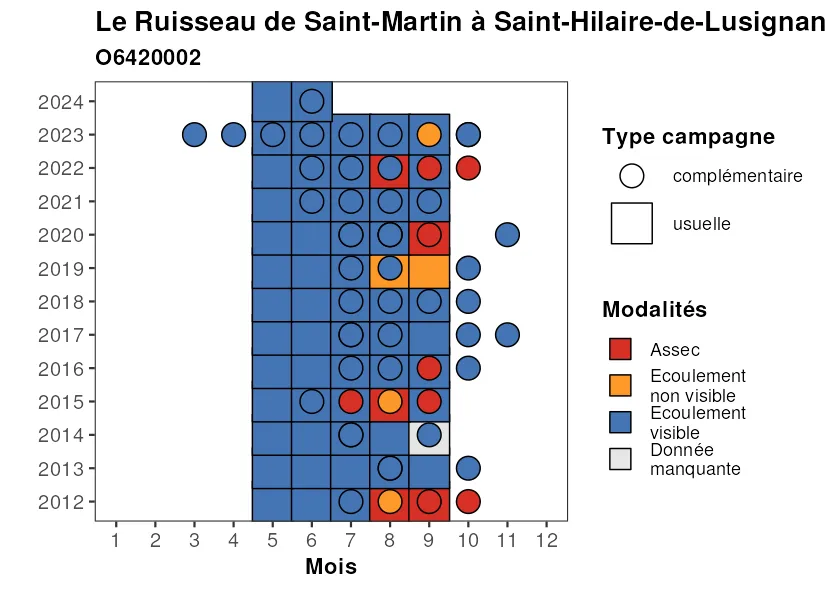 Le Ruisseau de Saint-Martin à Saint-Hilaire-de-Lusignan
O6420002
2024
2023
2022
2021
2020
2019
2018
2017
2016
2015
2014
2013
2012
1 2 3 4 5 6 7 8 9 10 11 12
Mois
Type campagne
complémentaire
usuelle
Modalités
Assec
Ecoulement
non visible
Ecoulement
visible
Donnée
manquante